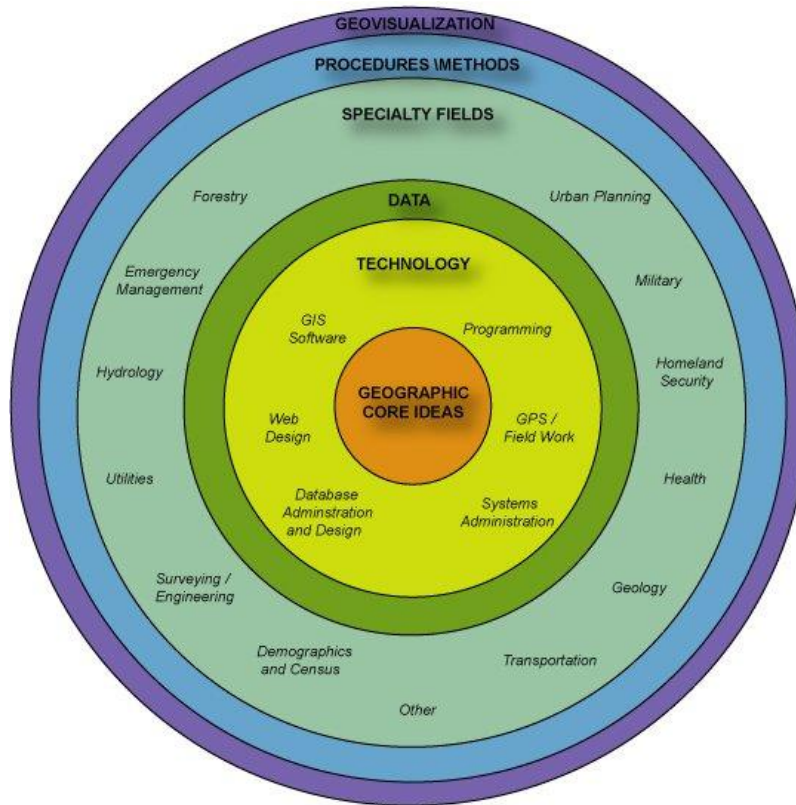 GEOVISUALIZATION
PROCEDURES \METHODS
SPECIALTY FIELDS
Forestry
DATA
Urban Planning
TECHNOLOGY
Emergency
Management
Military
GIS
Software
Programming
Hydrology
Homeland
Security
GEOGRAPHIC
CORE IDEAS
Web
Design
GPS /
Field Work
Utilities
Health
Database
Adminstration
and Design
Systems
Administration
Surveying /
Engineering
Geology
Demographics
and Census
Transportation
Other